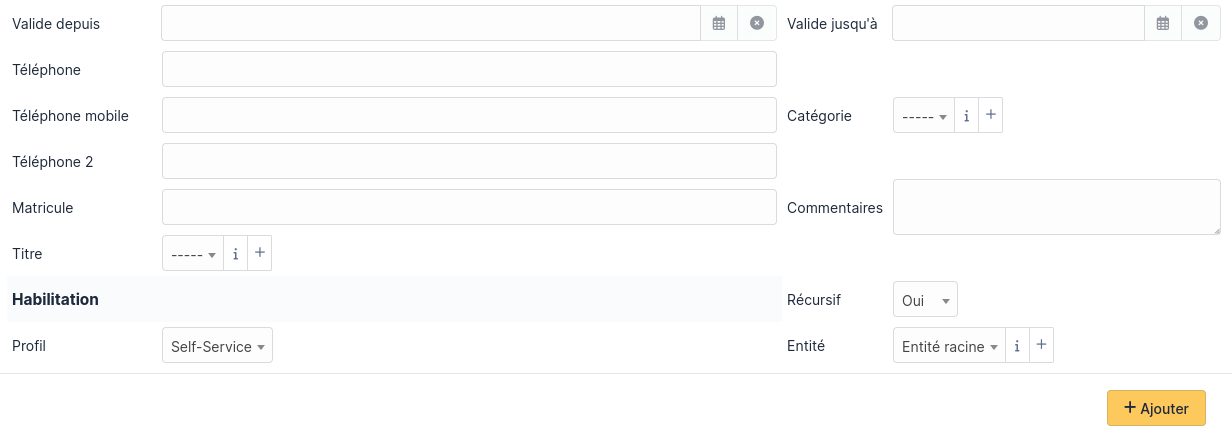 Valide depuis Valide jusqu'à
Téléphone
Téléphone mobile Catégorie ----- i +
Téléphone 2
Matricule Commentaires
Titre ----- i +
Habilitation Récursif Oui
Profil Self-Service Entité Entité racine i +
+ Ajouter